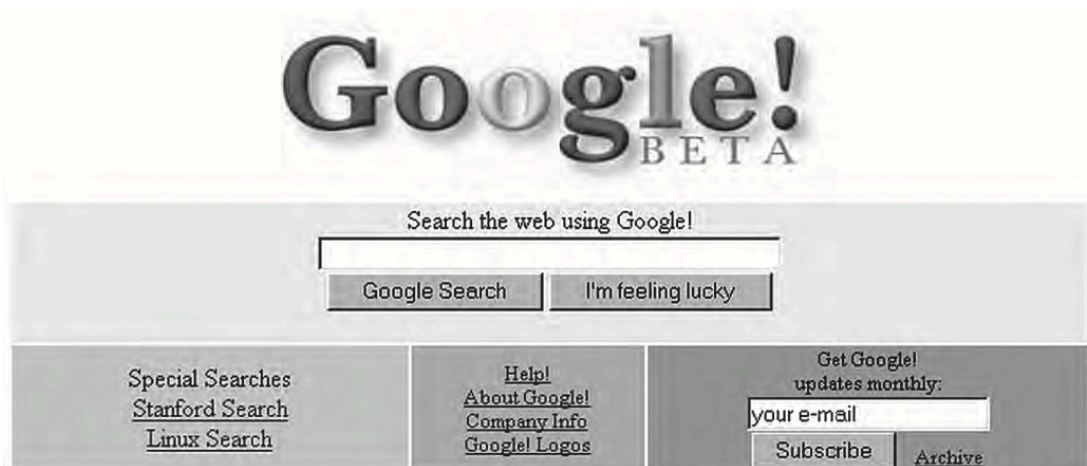 Google!
BETA
Search the web using Google!
Google Search I'm feeling lucky
Special Searches
Stanford Search
Linux Search
Help!
About Google!
Company Info
Google! Logos
Get Google!
updates monthly:
your e-mail
Subscribe Archive